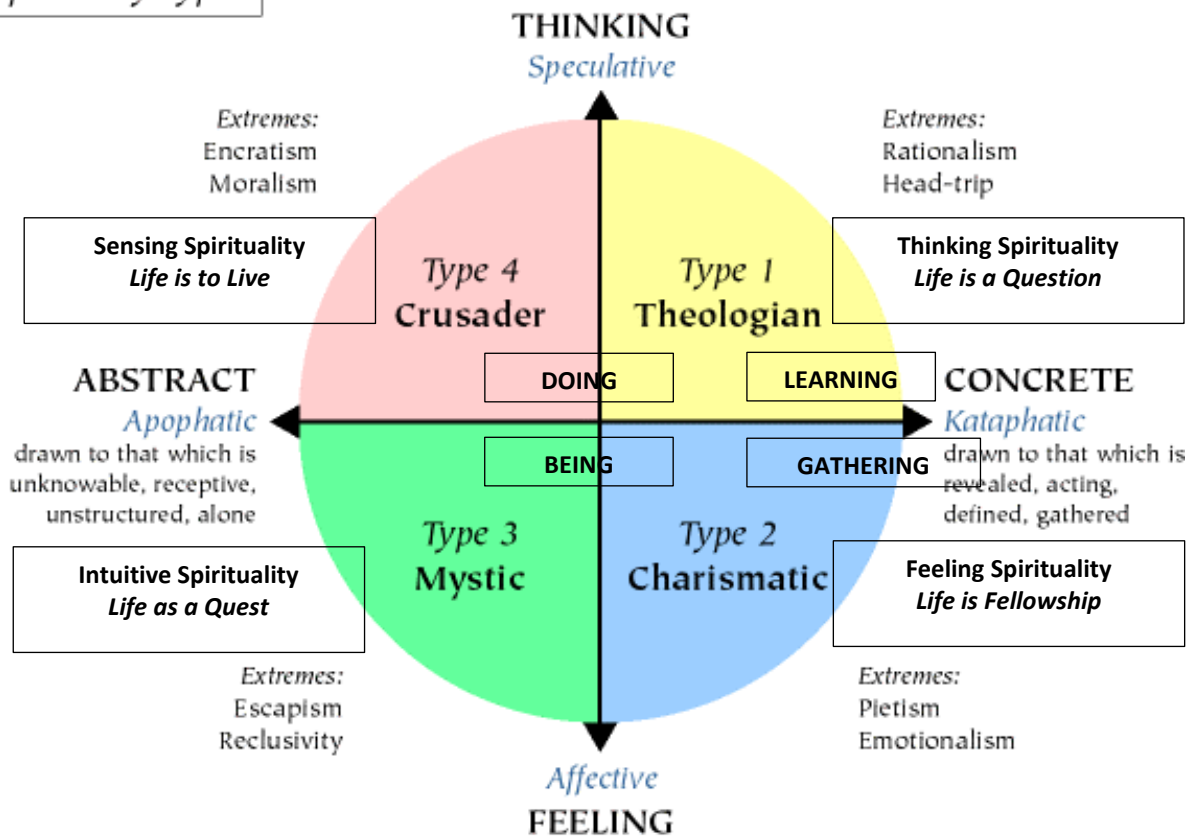 THINKING
Speculative
Extremes:
Encratism
Moralism
Extremes:
Rationalism
Head-trip
Sensing Spirituality
Life is to Live
Thinking Spirituality
Life is a Question
Type 4
Crusader
Type 1
Theologian
DOING
LEARNING
ABSTRACT
Apophatic
drawn to that which is
unknowable, receptive,
unstructured, alone
CONCRETE
Kataphatic
drawn to that which is
revealed, acting,
defined, gathered
BEING
GATHERING
Type 3
Mystic
Type 2
Charismatic
Intuitive Spirituality
Life as a Quest
Feeling Spirituality
Life is Fellowship
Extremes:
Escapism
Reclusivity
Extremes:
Pietism
Emotionalism
Affective
FEELING